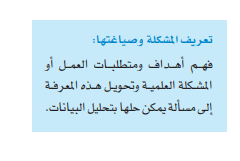 تعريف المشكلة وصياغتها:
فهم أهداف ومتطلبات العمل أو
المشكلة العلمية وتحويل هذه المعرفة
إلى مسألة يمكن حلها بتحليل البيانات.